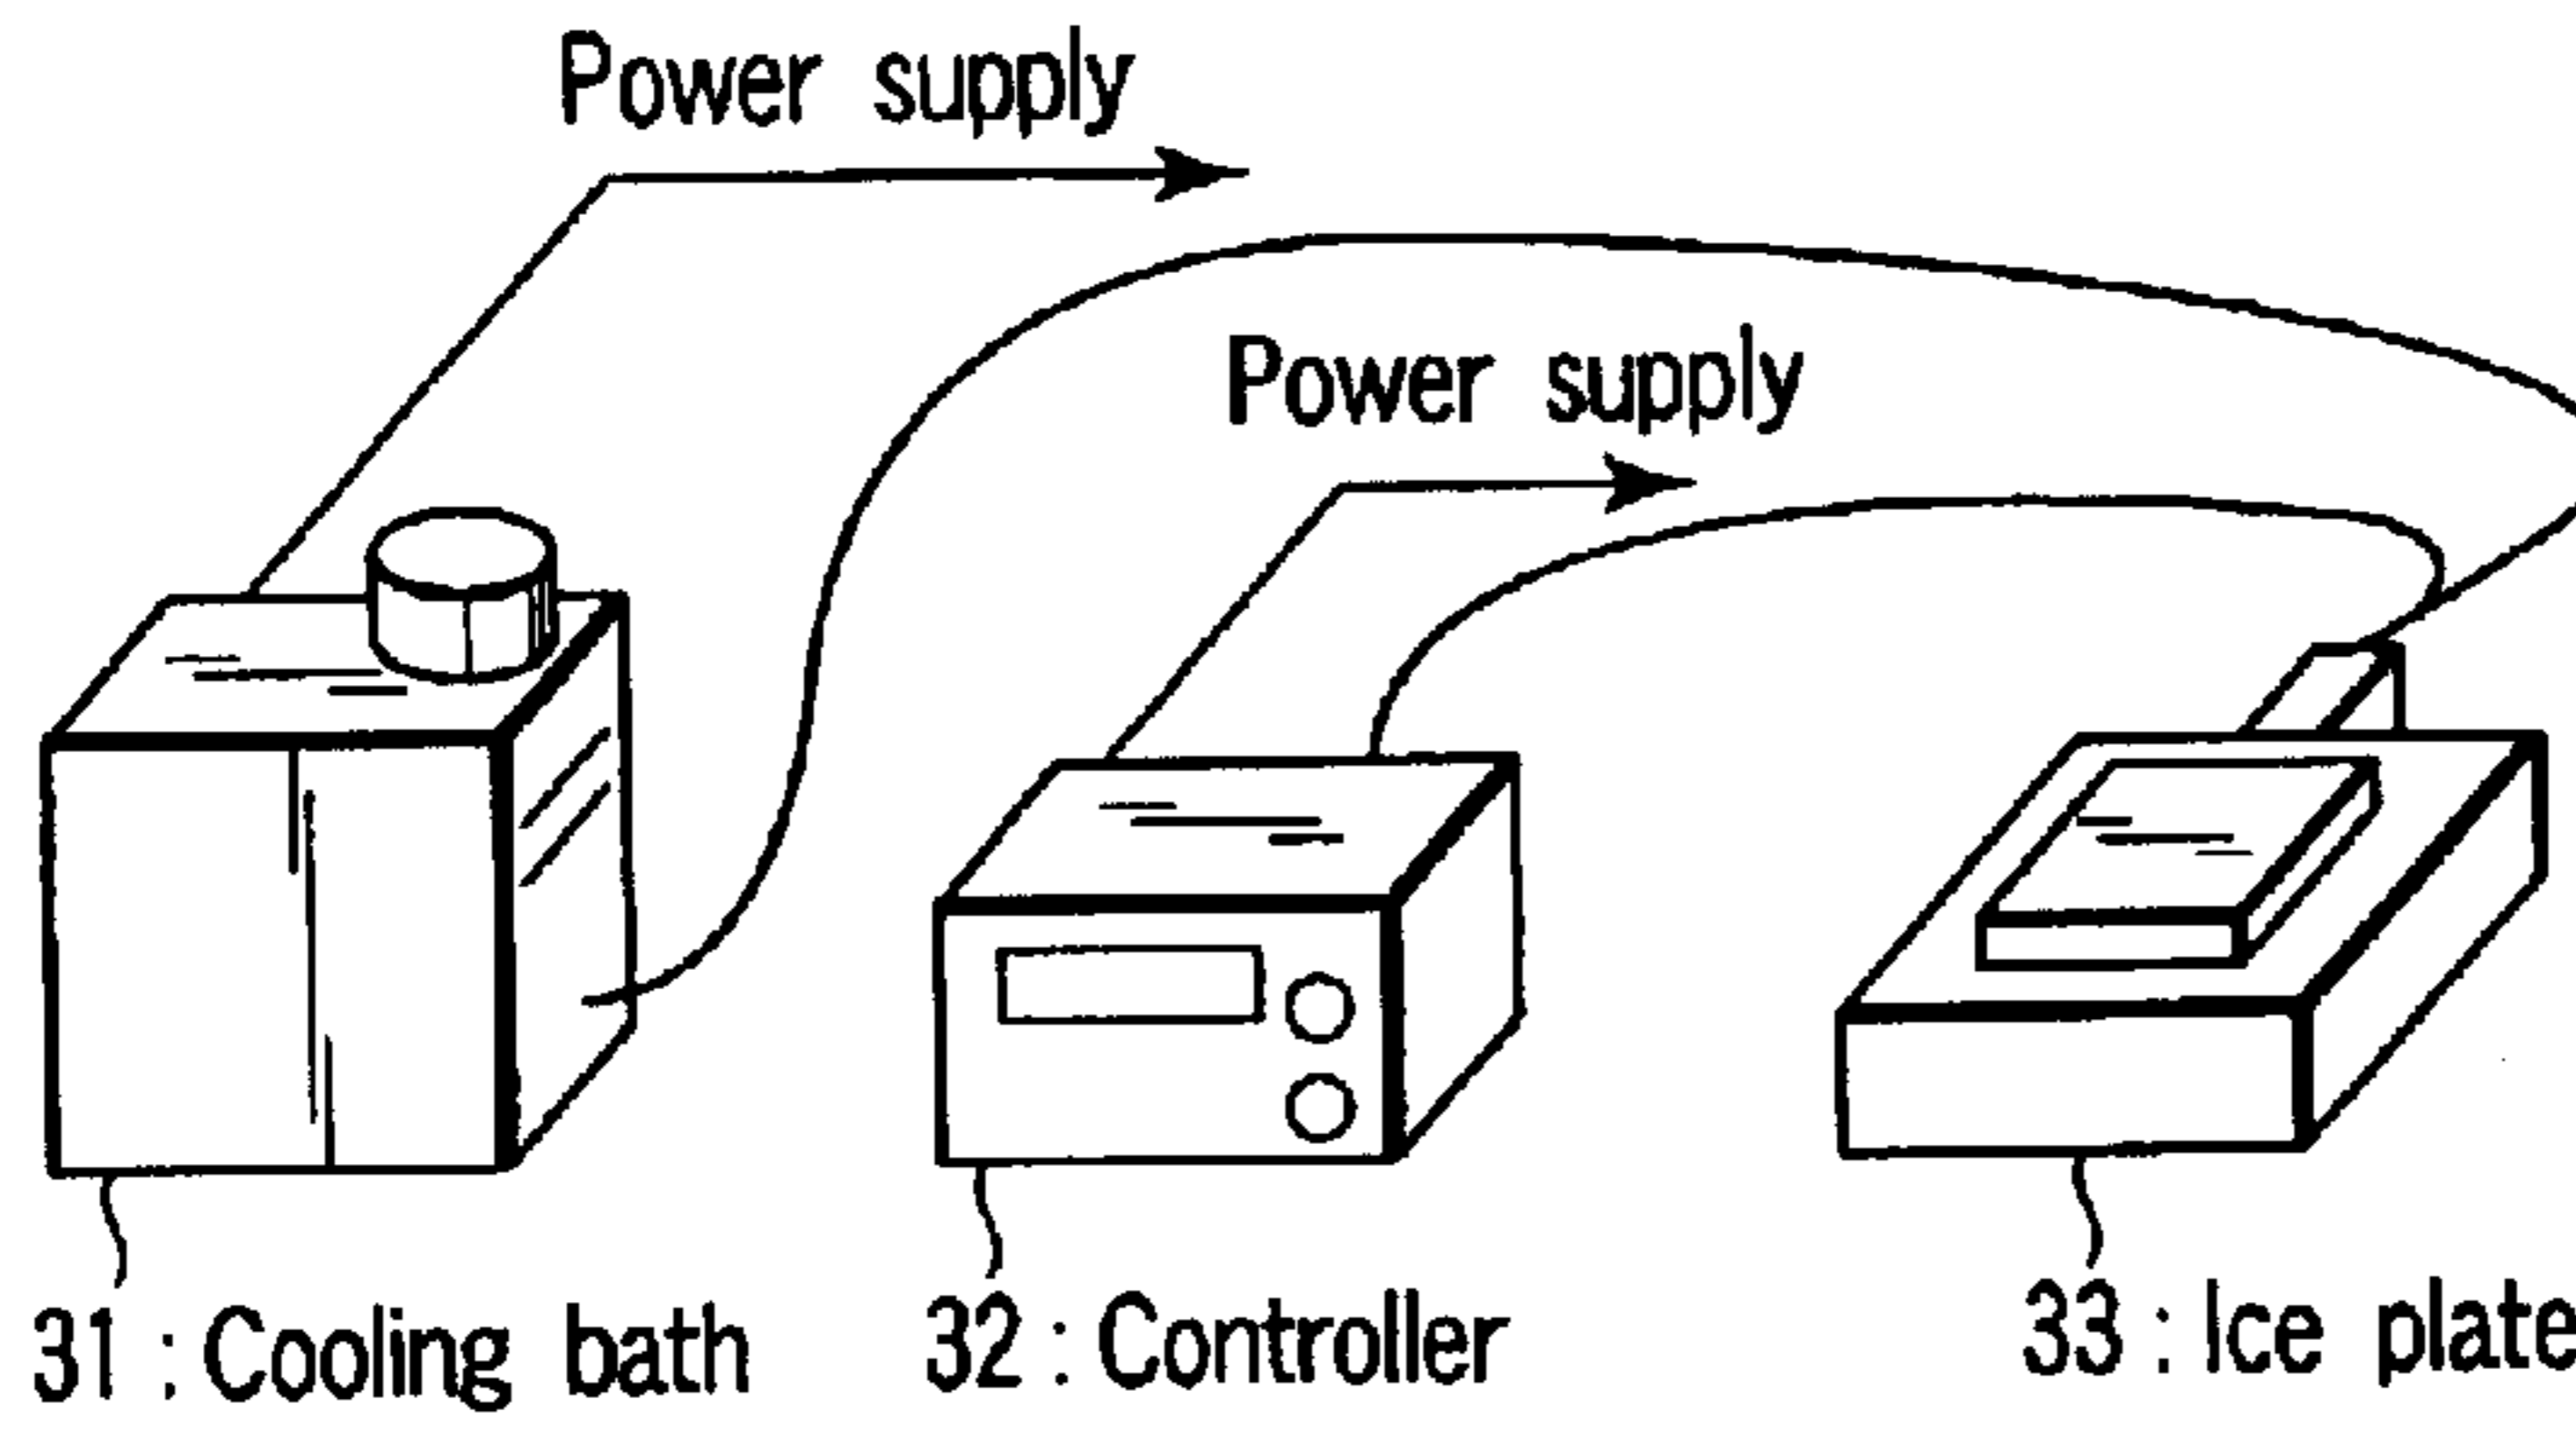 Power supply
Power supply
31 : Cooling bath
32 : Controller
33 : Ice plate